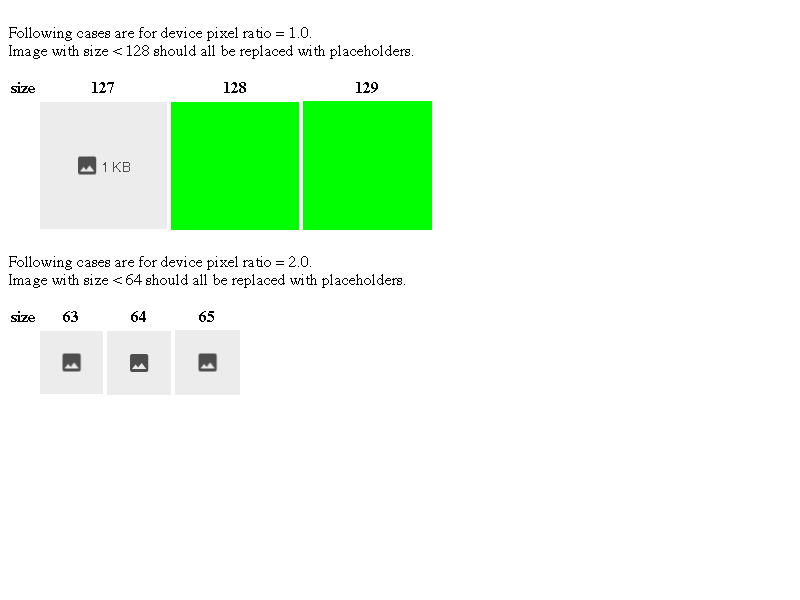 Following cases are for device pixel ratio = 1.0.
Image with size < 128 should all be replaced with placeholders.
size 127 128 129
1 KB
Following cases are for device pixel ratio = 2.0.
Image with size < 64 should all be replaced with placeholders.
size 63 64 65